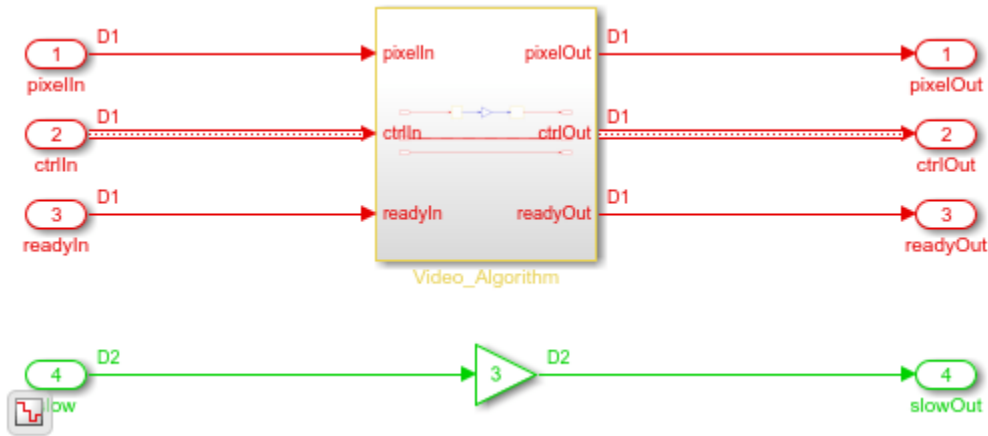 D1 D1
1 pixelIn pixelOut 1
pixelIn pixelOut
D1 D1
2 ctrlIn ctrlOut 2
ctrlIn ctrlOut
D1 D1
3 readyIn readyOut 3
readyIn readyOut
Video_Algorithm
D2 D2
4 3 4
slowOut